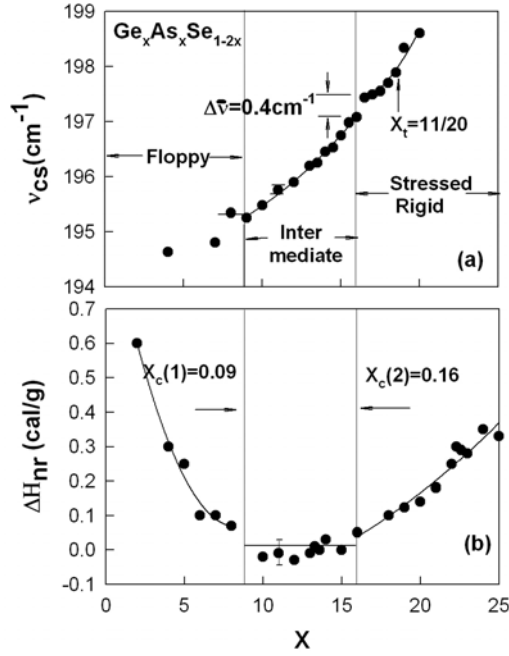 199
198
197
196
195
194
GeₓAsₓSe₁₋₂ₓ
Δν̄=0.4cm⁻¹
Xₜ=11/20
Floppy
Stressed
Rigid
Inter
mediate
(a)
ν_CS(cm⁻¹)
0.7
0.6
0.5
0.4
0.3
0.2
0.1
0.0
-0.1
X_c(1)=0.09
X_c(2)=0.16
(b)
ΔH_nr (cal/g)
0 5 10 15 20 25
X